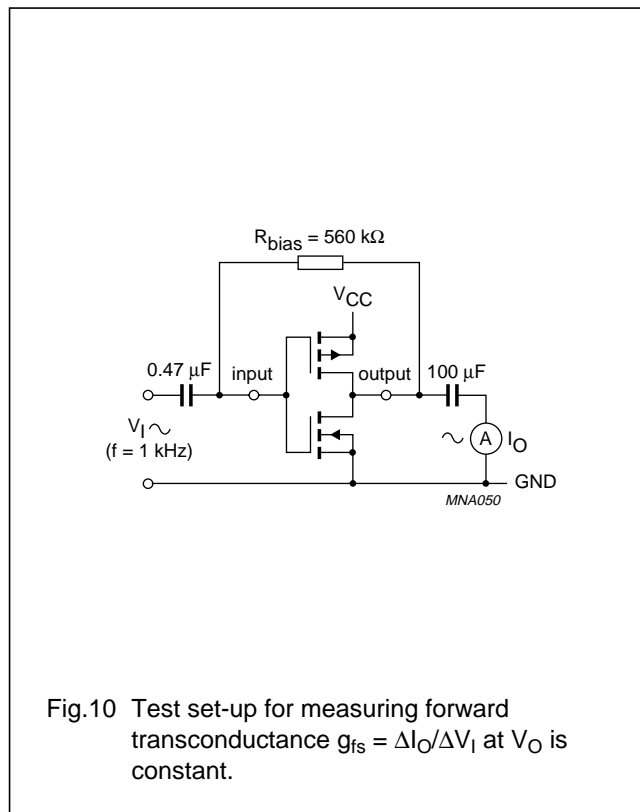 R_bias = 560 kΩ
V_CC
0.47 μF
input
output
100 μF
V_I
(f = 1 kHz)
A
I_O
GND
MNA050
Fig.10 Test set-up for measuring forward
transconductance g_fs = ΔI_O/ΔV_I at V_O is
constant.